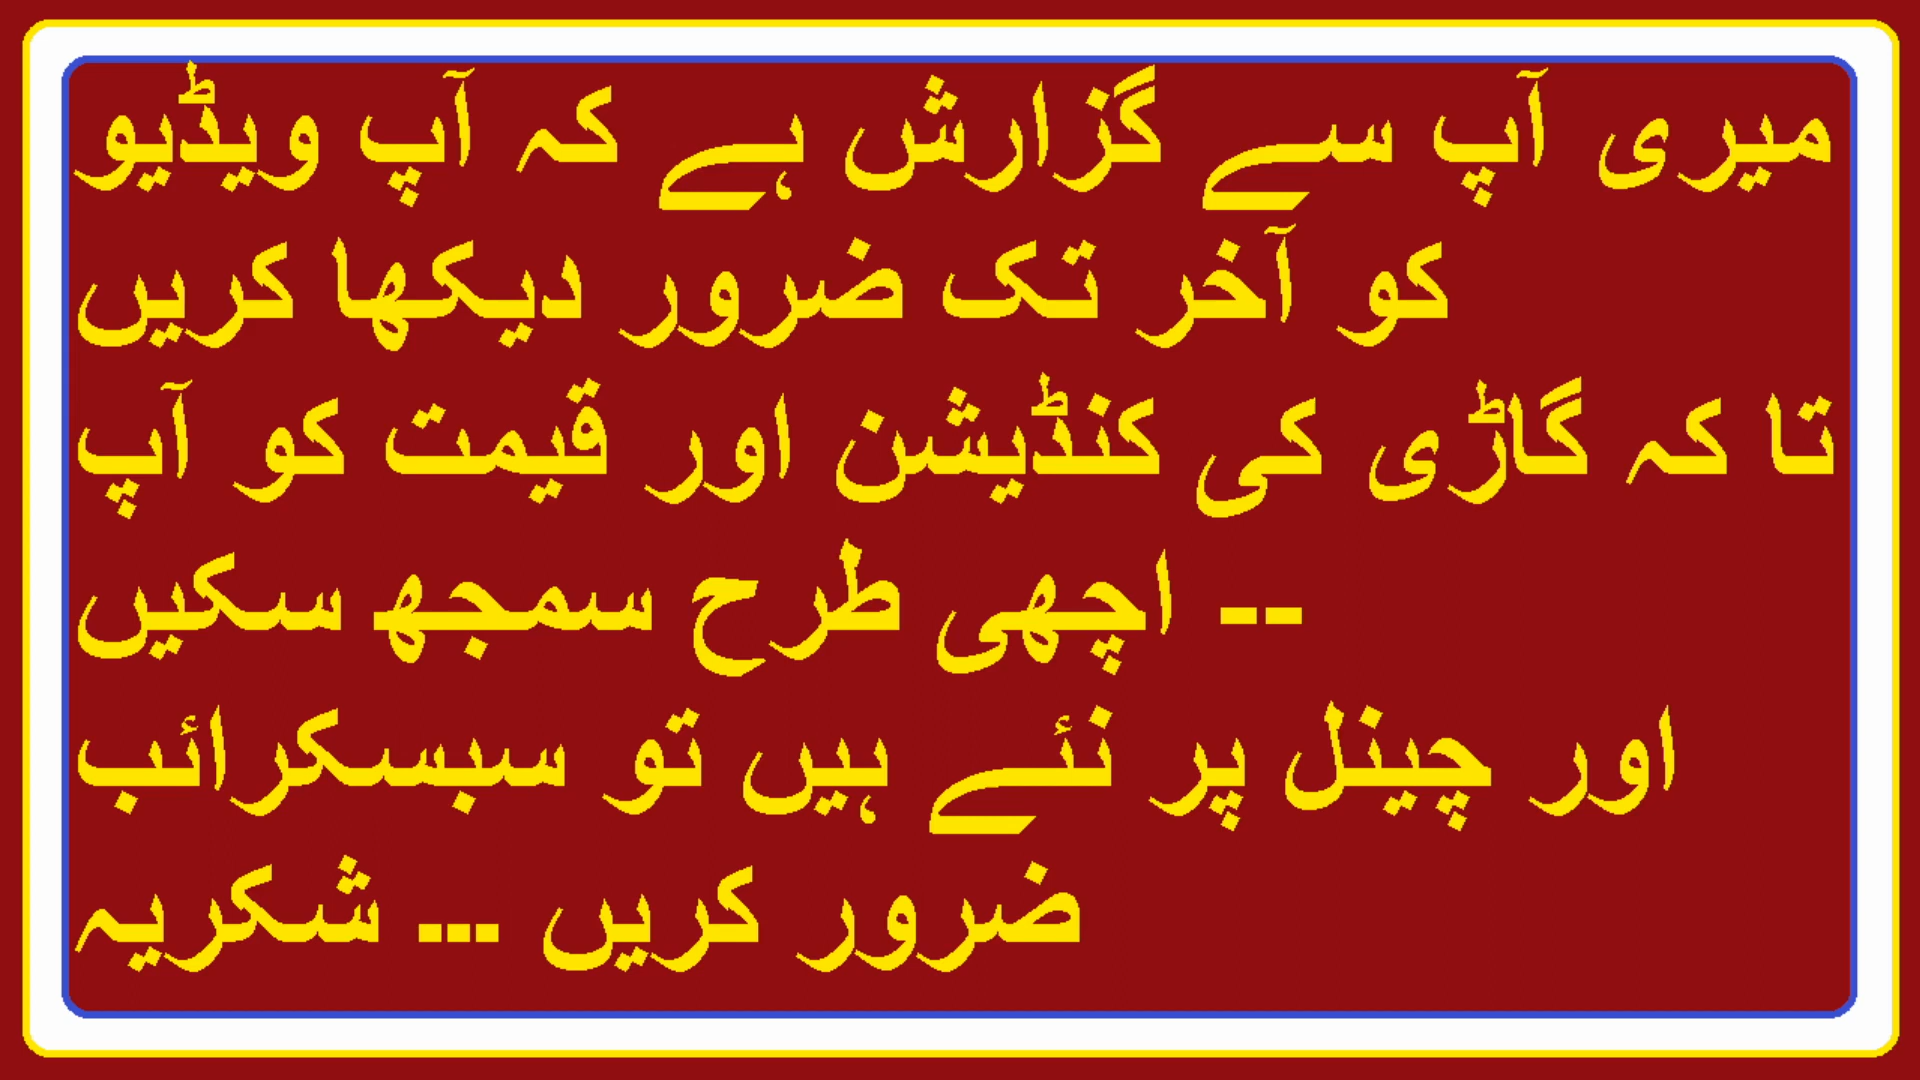 میری آپ سے گزارش ہے کہ آپ ویڈیو
کو آخر تک ضرور دیکھا کریں
تا کہ گاڑی کی کنڈیشن اور قیمت کو آپ
-- اچھی طرح سمجھ سکیں
اور چینل پر نئے ہیں تو سبسکرائب
ضرور کریں ... شکریہ